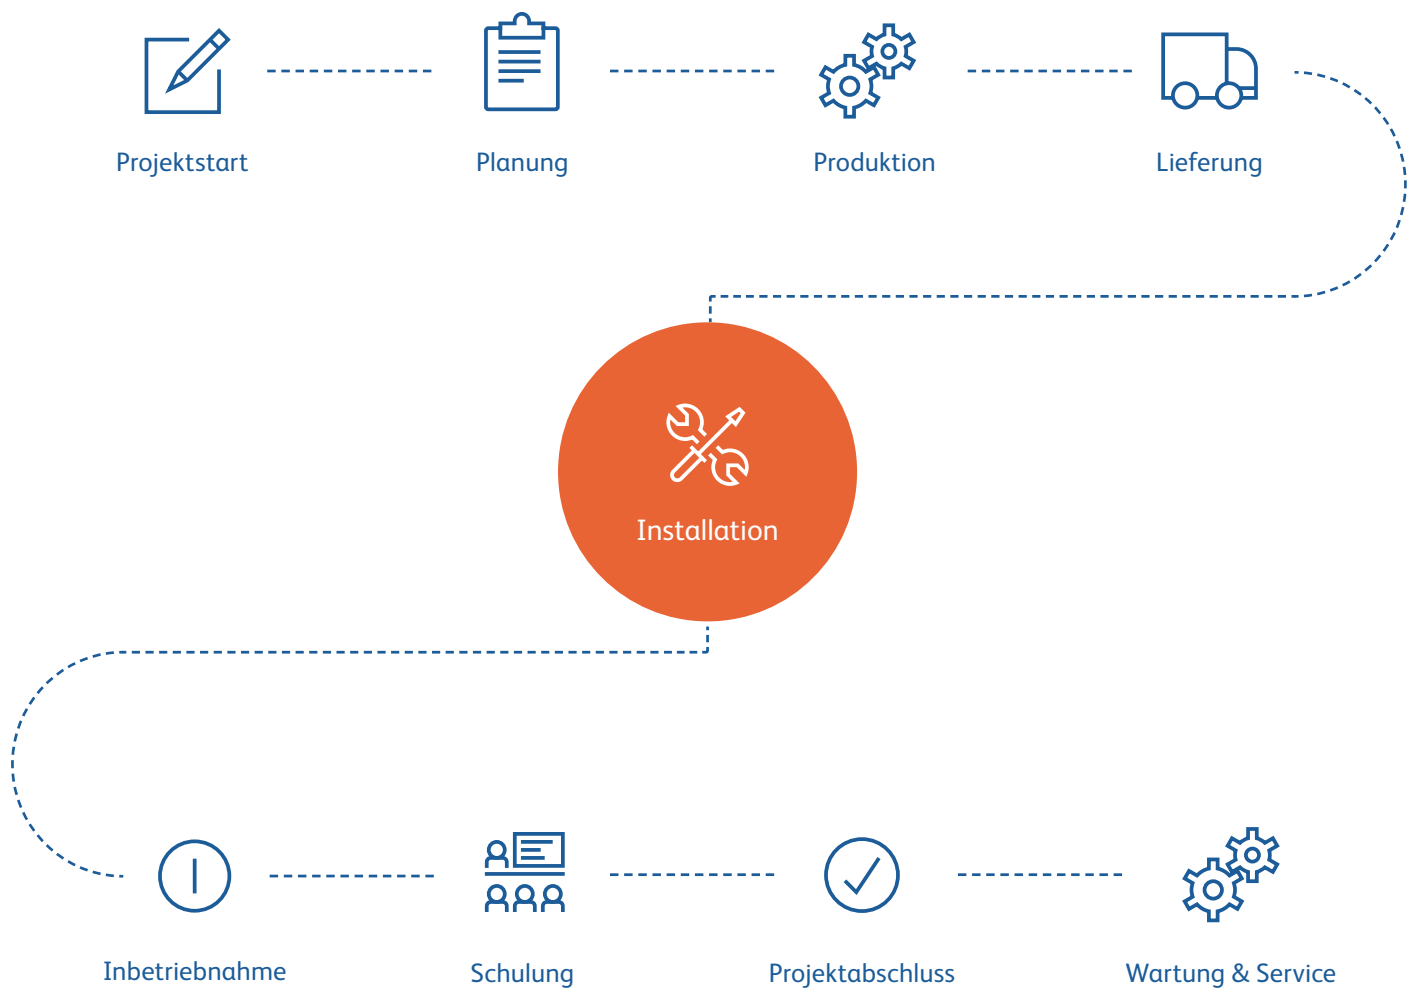 Projektstart
Planung
Produktion
Lieferung
Installation
Inbetriebnahme
Schulung
Projektabschluss
Wartung & Service